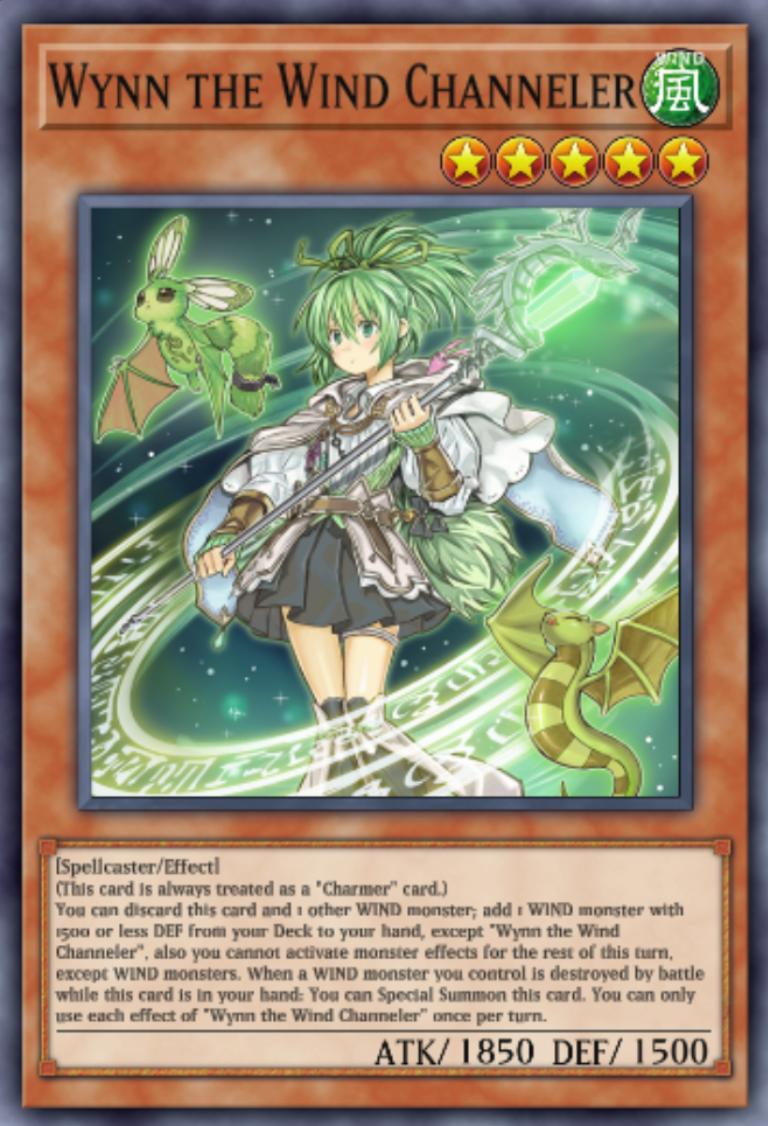 WYNN THE WIND CHANNELER
WIND
風
[Spellcaster/Effect]
(This card is always treated as a "Charmer" card.)
You can discard this card and 1 other WIND monster; add 1 WIND monster with
1500 or less DEF from your Deck to your hand, except "Wynn the Wind
Channeler", also you cannot activate monster effects for the rest of this turn,
except WIND monsters. When a WIND monster you control is destroyed by battle
while this card is in your hand: You can Special Summon this card. You can only
use each effect of "Wynn the Wind Channeler" once per turn.
ATK/ 1850 DEF/ 1500